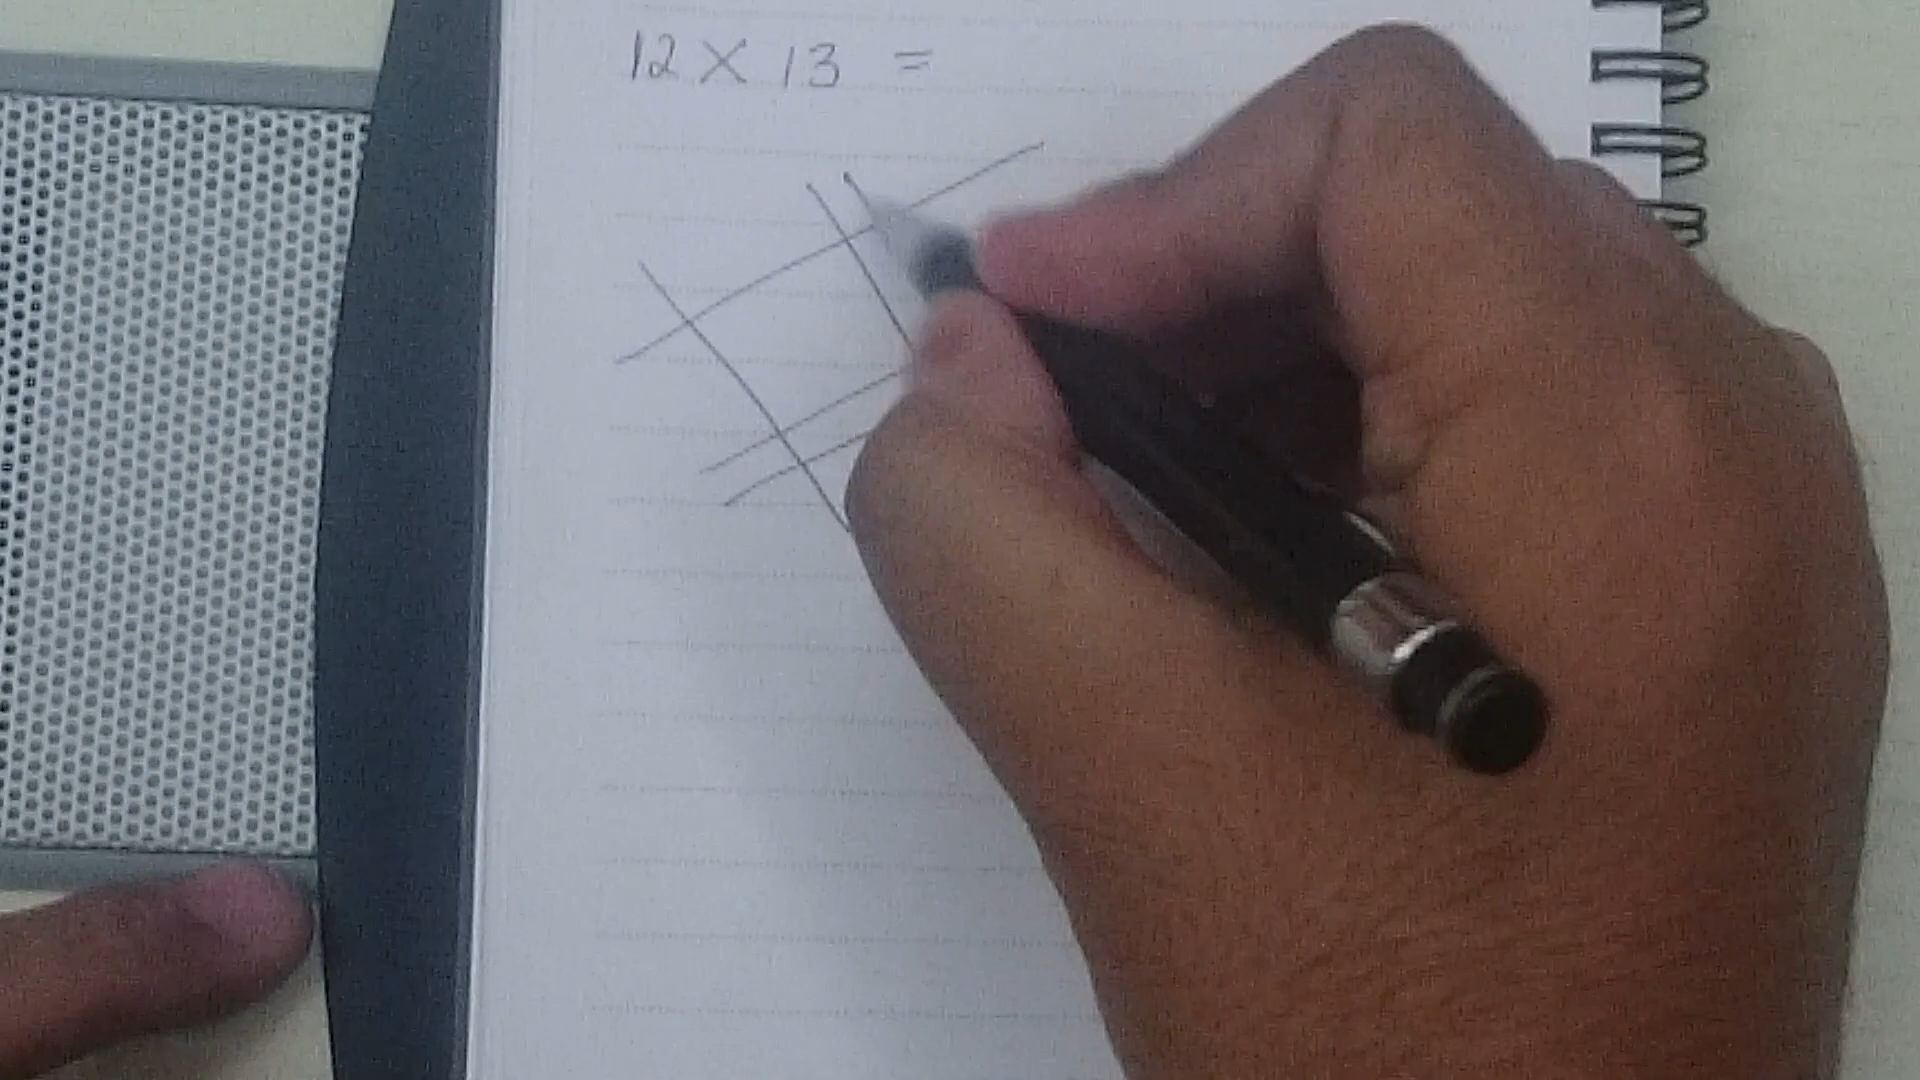 12 × 13 =